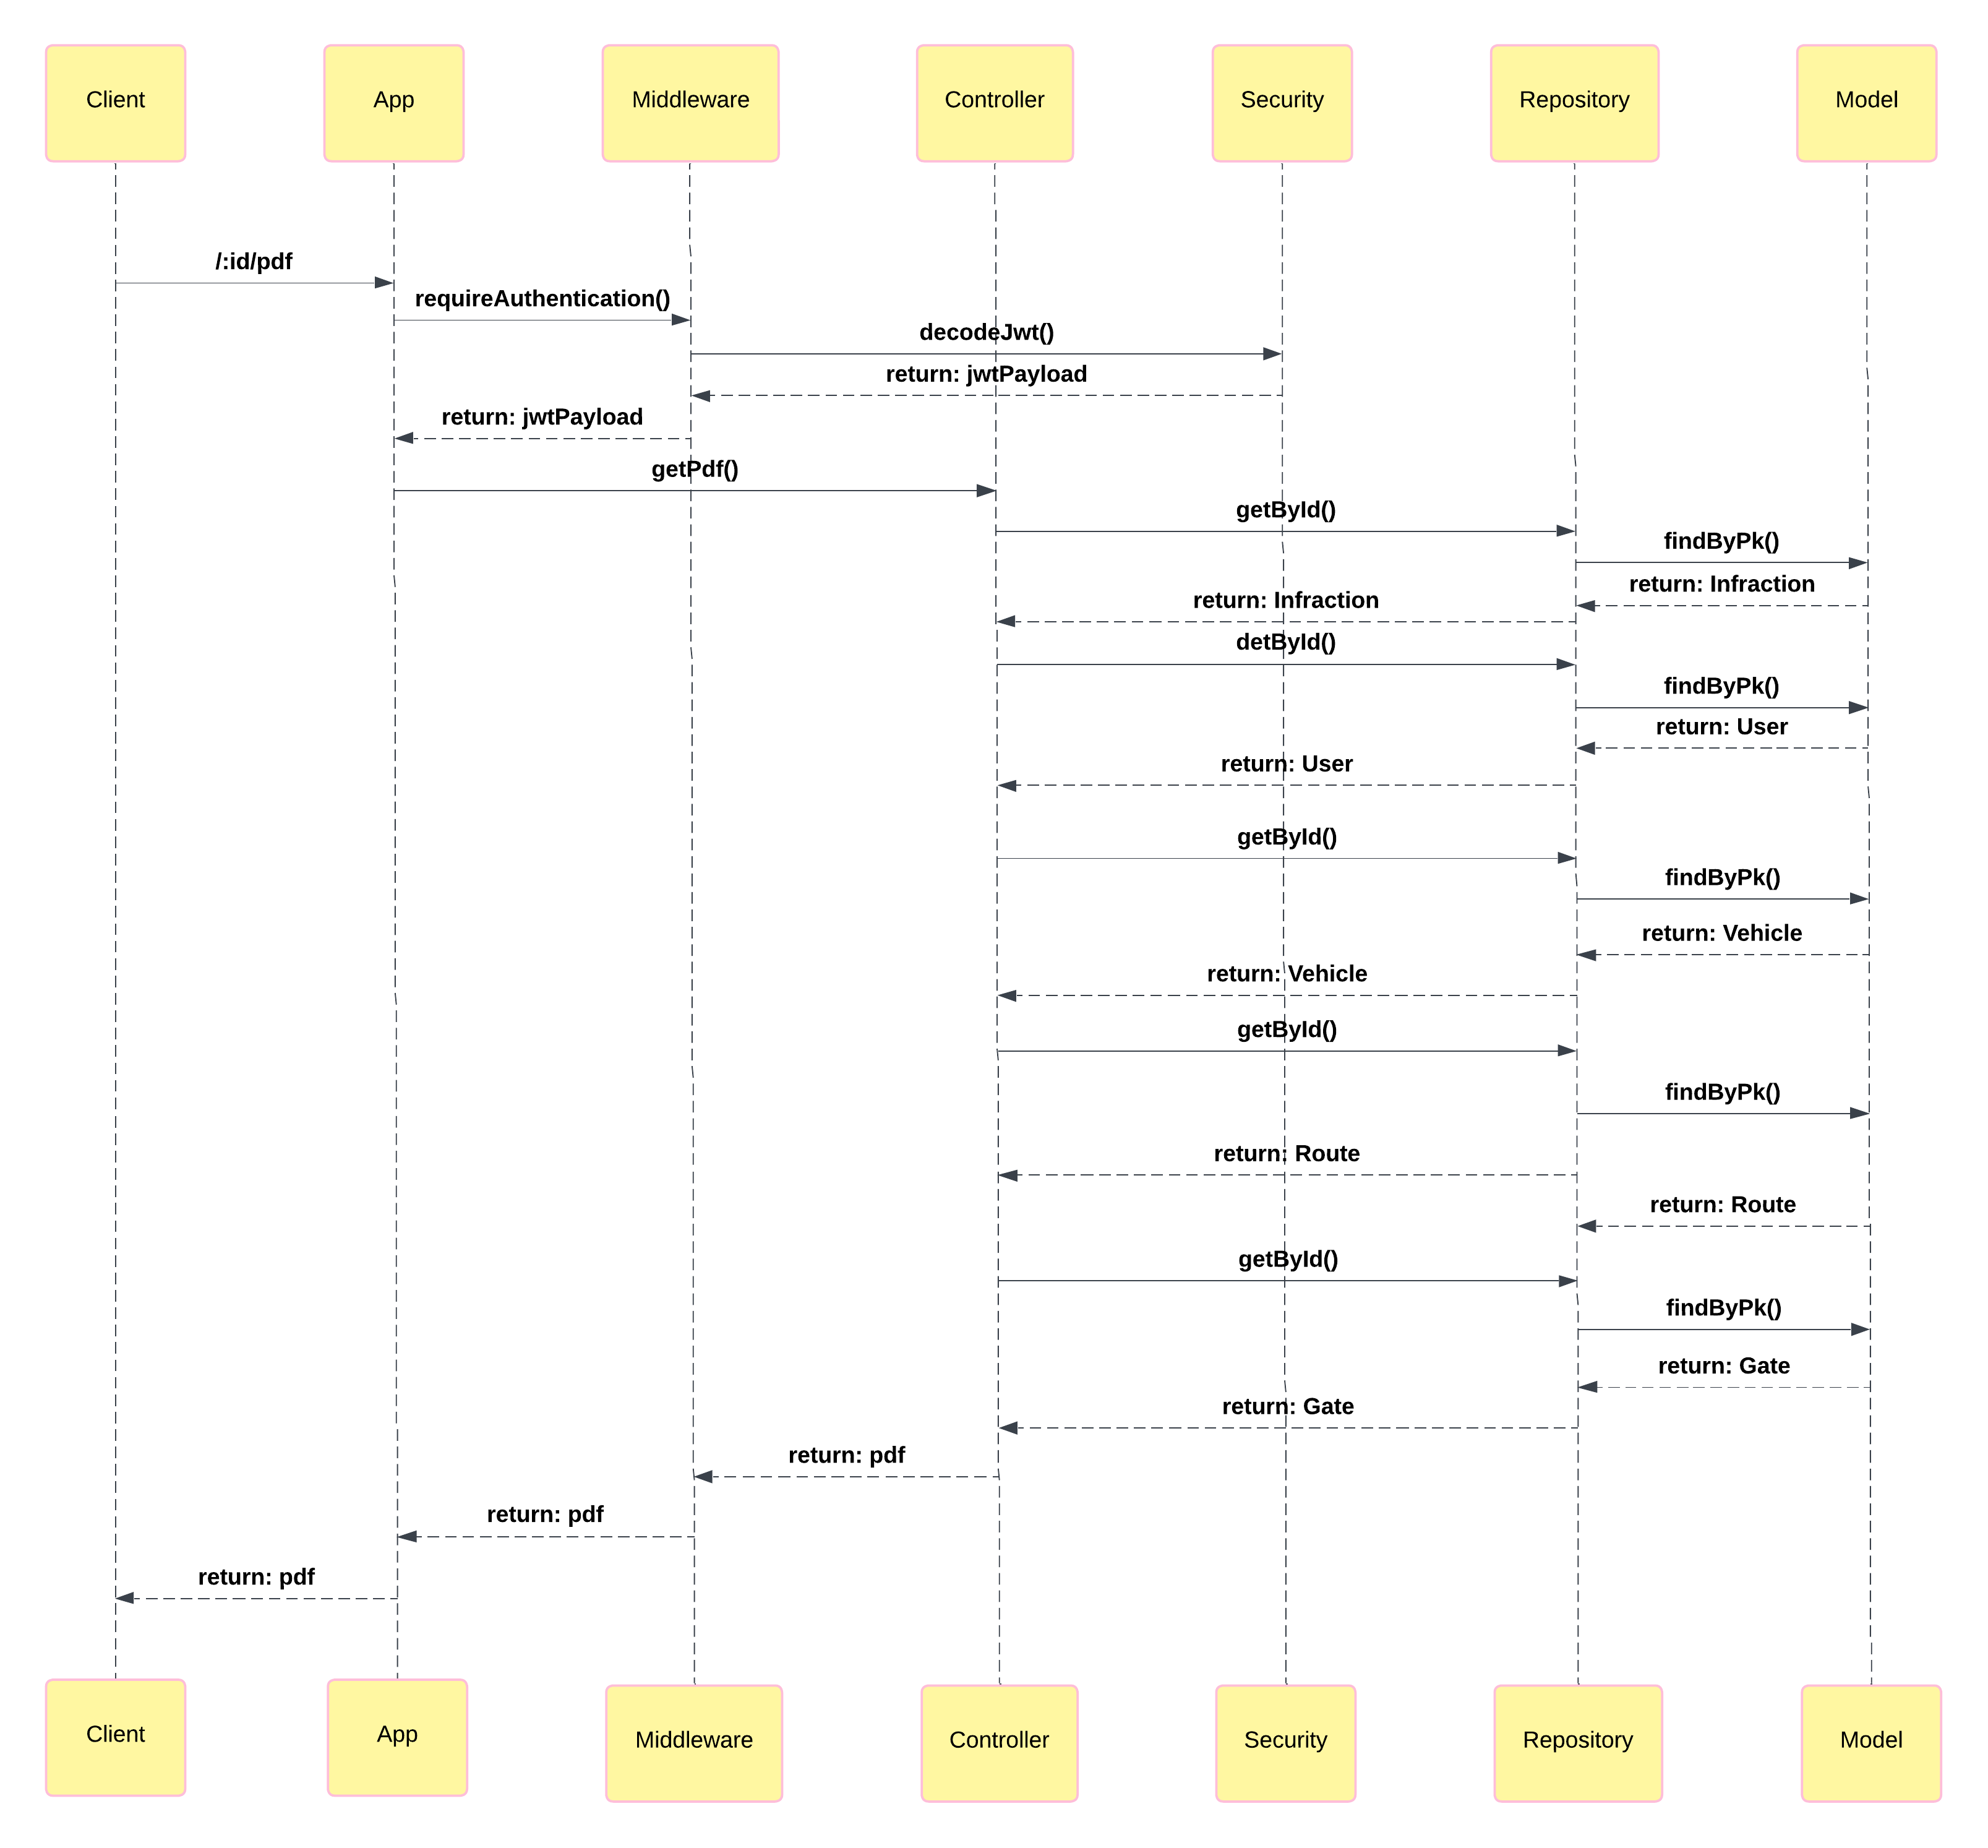 Client
App
Middleware
Controller
Security
Repository
Model
/:id/pdf
requireAuthentication()
decodeJwt()
return: jwtPayload
return: jwtPayload
getPdf()
getById()
findByPk()
return: Infraction
return: Infraction
detById()
findByPk()
return: User
return: User
getById()
findByPk()
return: Vehicle
return: Vehicle
getById()
findByPk()
return: Route
return: Route
getById()
findByPk()
return: Gate
return: Gate
return: pdf
return: pdf
return: pdf
Client
App
Middleware
Controller
Security
Repository
Model